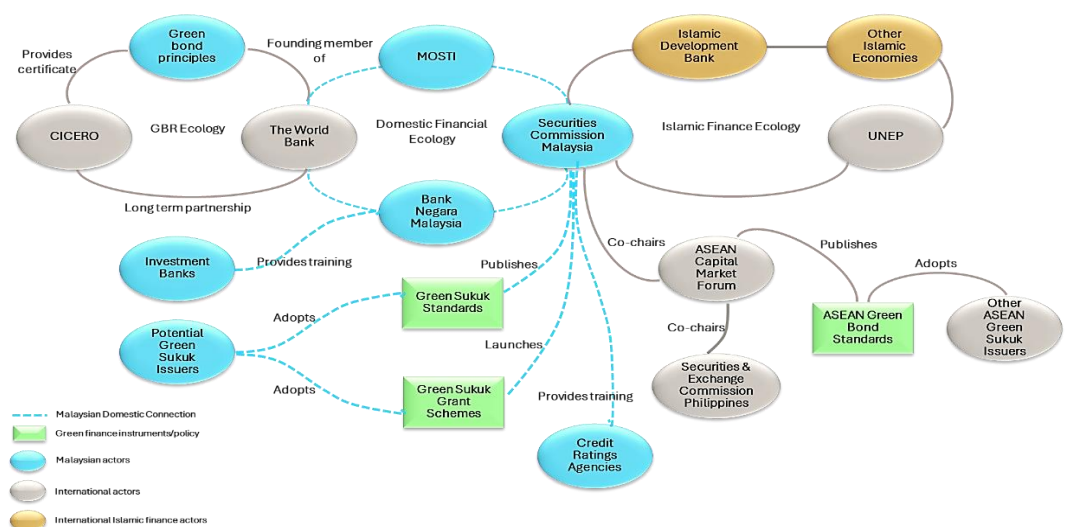 Green
bond
principles
Provides
certificate
Founding member
of
MOSTI
Islamic
Development
Bank
Other
Islamic
Economies
CICERO
GBR Ecology
The World
Bank
Domestic Financial
Ecology
Securities
Commission
Malaysia
Islamic Finance Ecology
UNEP
Long term partnership
Bank
Negara
Malaysia
Investment
Banks
Provides training
Publishes
Co-chairs
ASEAN
Capital
Market
Forum
Publishes
Adopts
Green Sukuk
Standards
ASEAN Green
Bond
Standards
Other
ASEAN
Green
Sukuk
Issuers
Adopts
Potential
Green
Sukuk
Issuers
Launches
Co-chairs
Adopts
Green Sukuk
Grant
Schemes
Securities &
Exchange
Commission
Philippines
Provides training
Credit
Ratings
Agencies
Malaysian Domestic Connection
Green finance instruments/policy
Malaysian actors
International actors
International Islamic finance actors